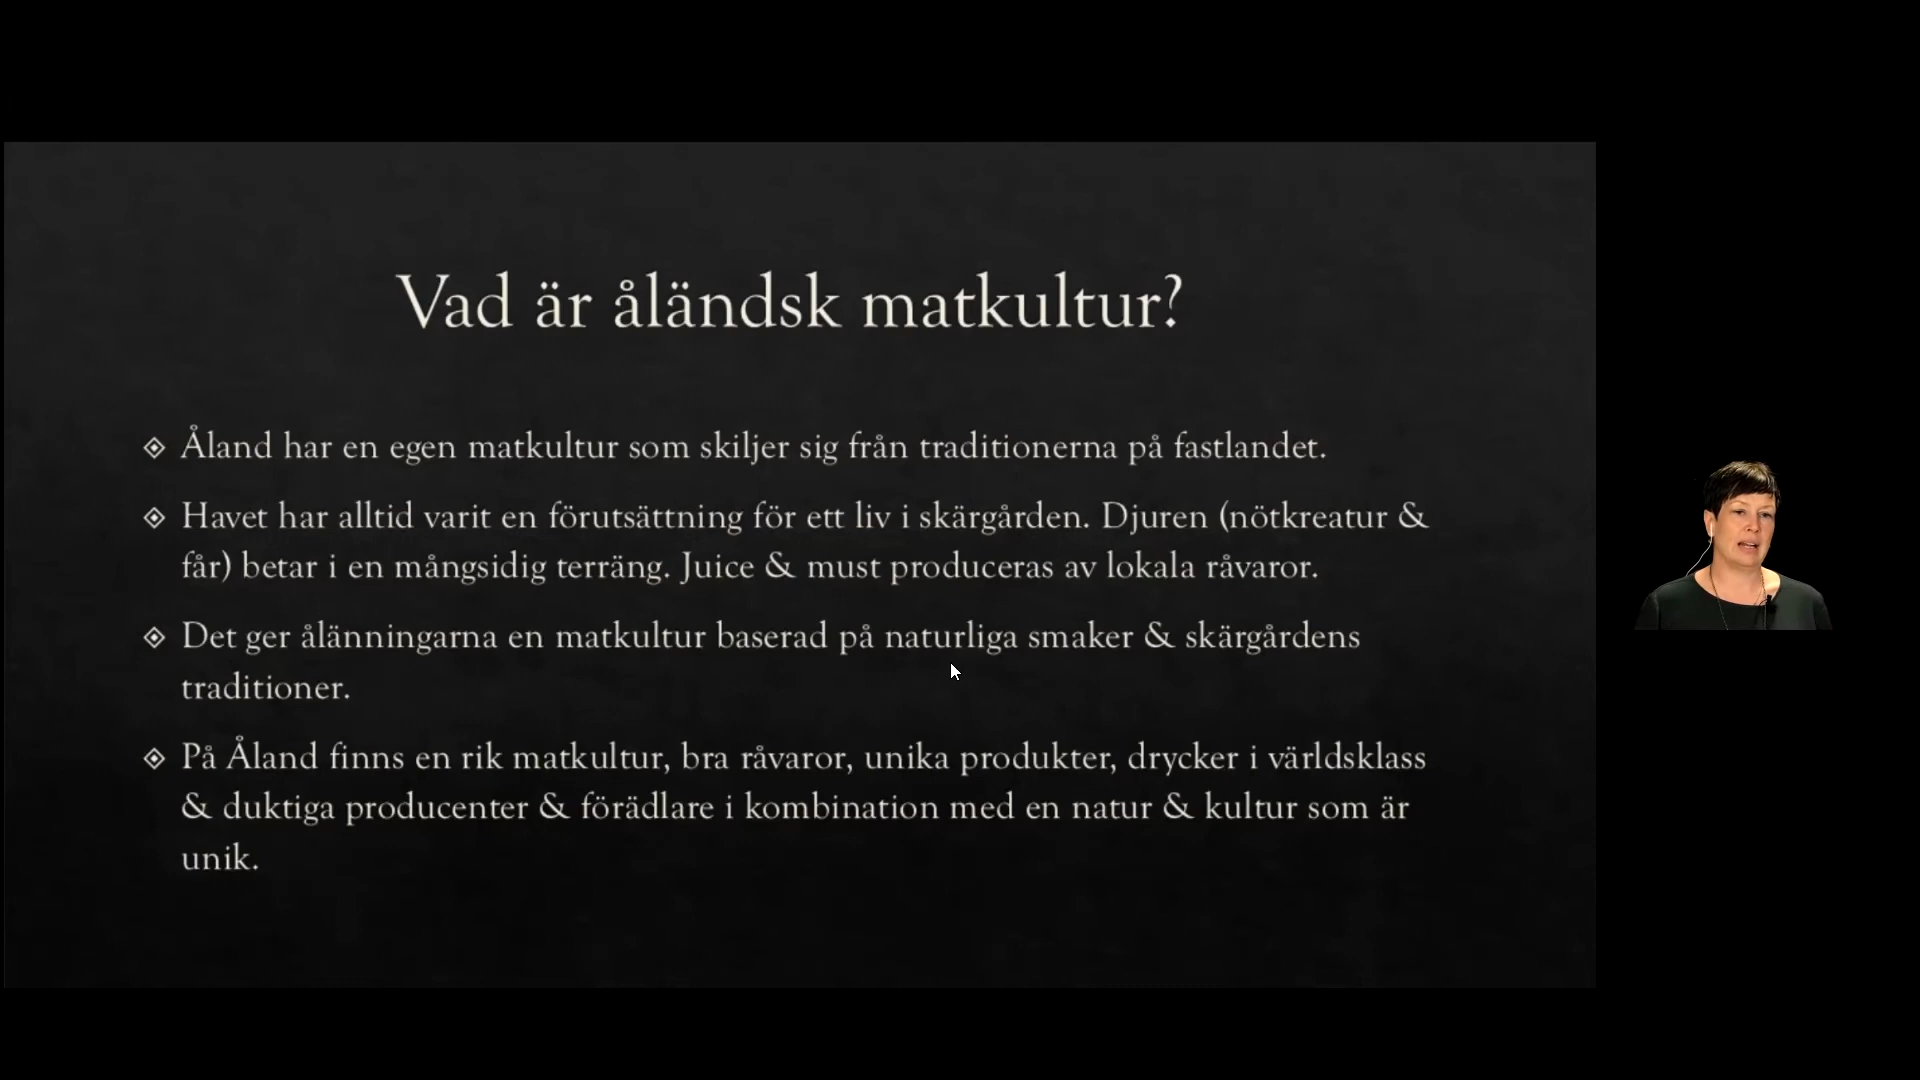 Vad är åländsk matkultur?
Åland har en egen matkultur som skiljer sig från traditionerna på fastlandet.
Havet har alltid varit en förutsättning för ett liv i skärgården. Djuren (nötkreatur &
får) betar i en mångsidig terräng. Juice & must produceras av lokala råvaror.
Det ger ålänningarna en matkultur baserad på naturliga smaker & skärgårdens
traditioner.
På Åland finns en rik matkultur, bra råvaror, unika produkter, drycker i världsklass
& duktiga producenter & förädlare i kombination med en natur & kultur som är
unik.